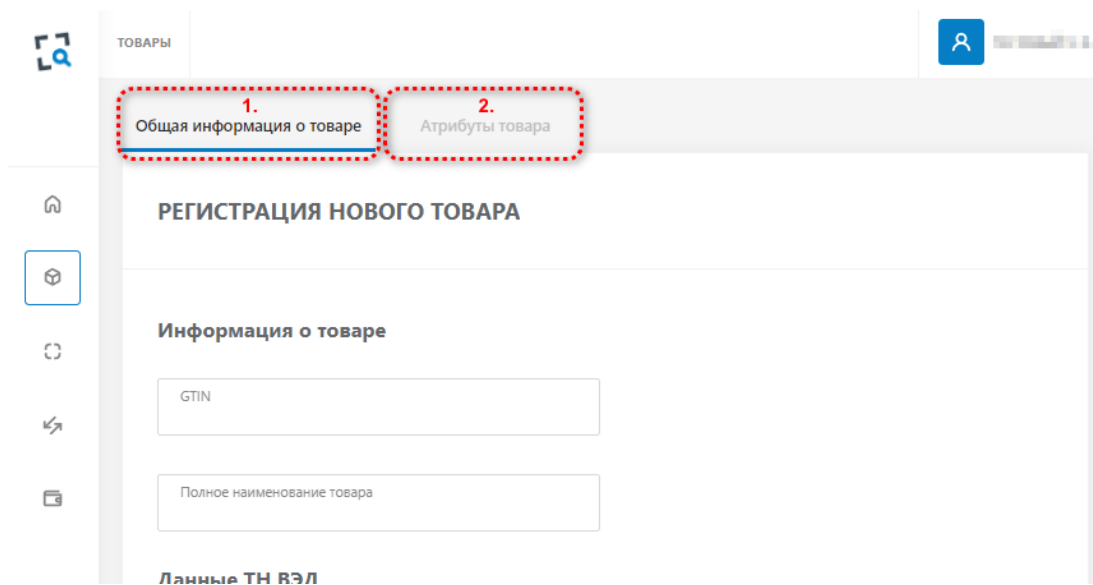 ТОВАРЫ
1.
Общая информация о товаре
2.
Атрибуты товара
РЕГИСТРАЦИЯ НОВОГО ТОВАРА
Информация о товаре
GTIN
Полное наименование товара
Данные ТН ВЭД